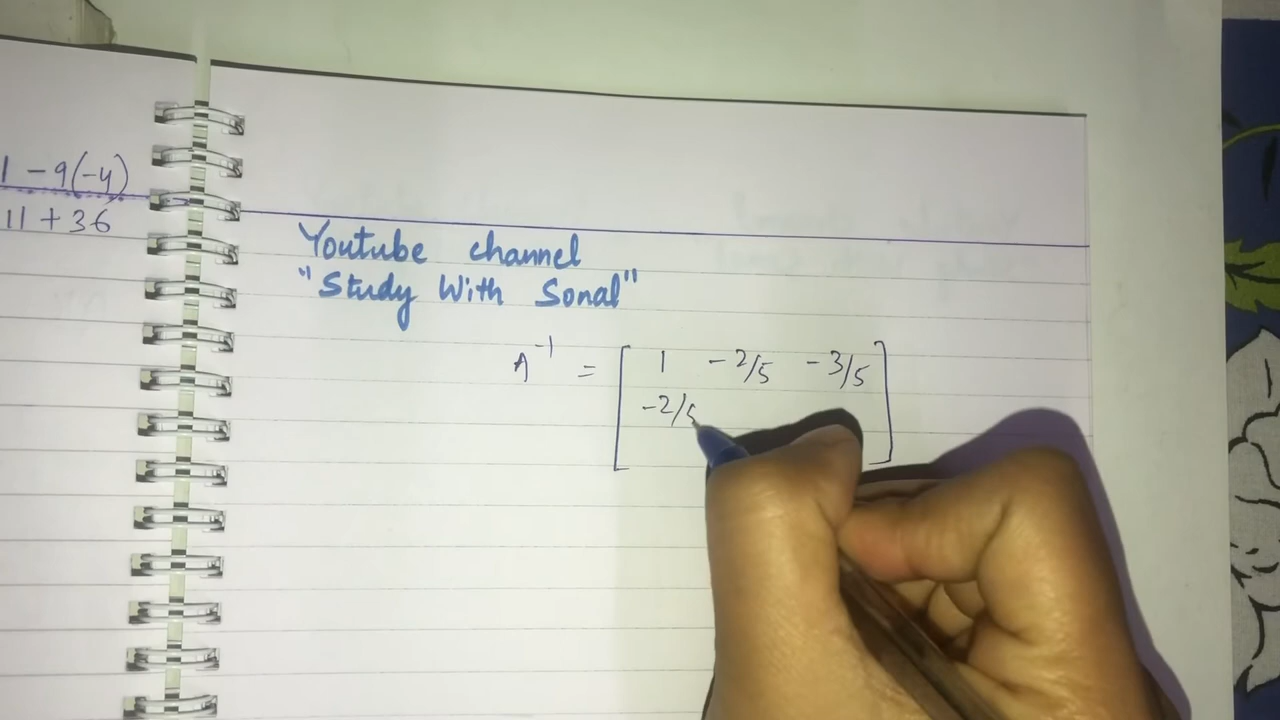 1 -9(-4)
11 + 36
Youtube channel
"Study With Sonal"
A⁻¹ = [ 1 -2/5 -3/5 ]
-2/5